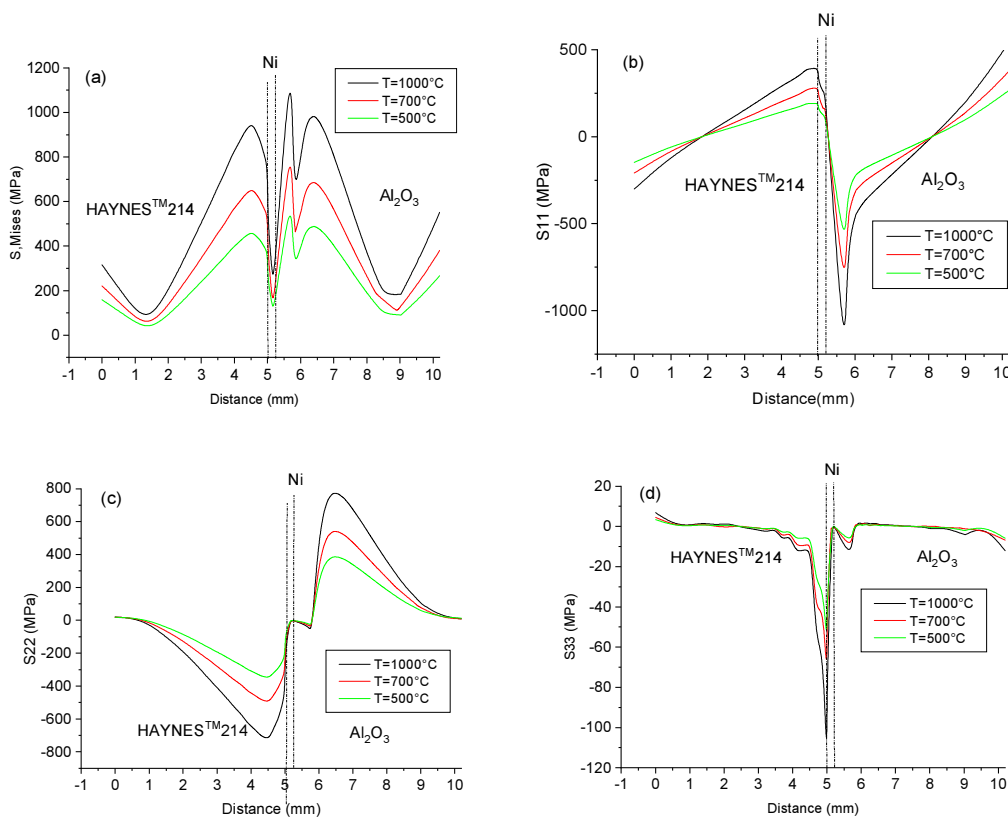 Ni
(a)
T=1000°C
T=700°C
T=500°C
HAYNES™214
Al₂O₃
S,Mises (MPa)
1200
1000
800
600
400
200
0
-1 0 1 2 3 4 5 6 7 8 9 10
Distance (mm)
Ni
(b)
500
0
-500
-1000
S11 (MPa)
HAYNES™214
Al₂O₃
T=1000°C
T=700°C
T=500°C
-1 0 1 2 3 4 5 6 7 8 9 10
Distance(mm)
Ni
(c)
800
600
400
200
0
-200
-400
-600
-800
S22 (MPa)
T=1000°C
T=700°C
T=500°C
HAYNES™214
Al₂O₃
-1 0 1 2 3 4 5 6 7 8 9 10
Distance (mm)
Ni
(d)
20
0
-20
-40
-60
-80
-100
-120
S33 (MPa)
HAYNES™214
Al₂O₃
T=1000°C
T=700°C
T=500°C
-1 0 1 2 3 4 5 6 7 8 9 10
Distance (mm)